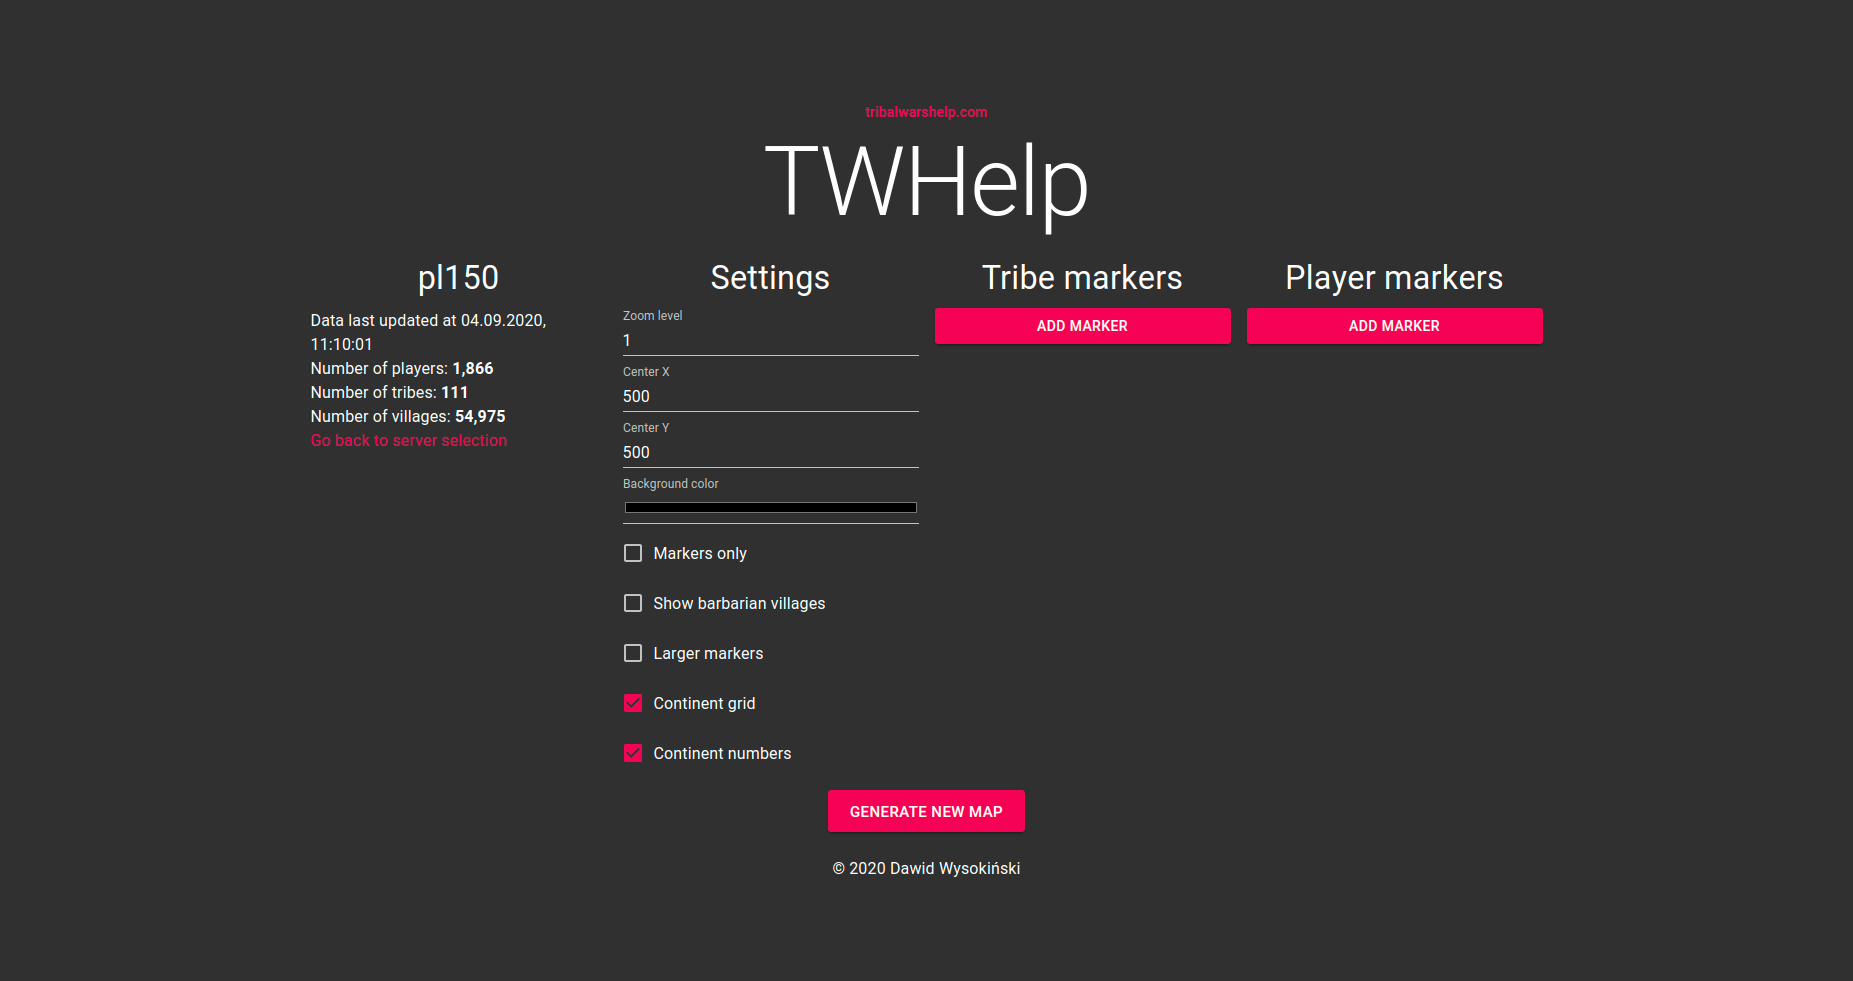 tribalwarshelp.com
TWHelp
pl150
Data last updated at 04.09.2020,
11:10:01
Number of players: 1,866
Number of tribes: 111
Number of villages: 54,975
Go back to server selection
Settings
Zoom level
1
Center X
500
Center Y
500
Background color
Markers only
Show barbarian villages
Larger markers
Continent grid
Continent numbers
Tribe markers
ADD MARKER
Player markers
ADD MARKER
GENERATE NEW MAP
© 2020 Dawid Wysokiński